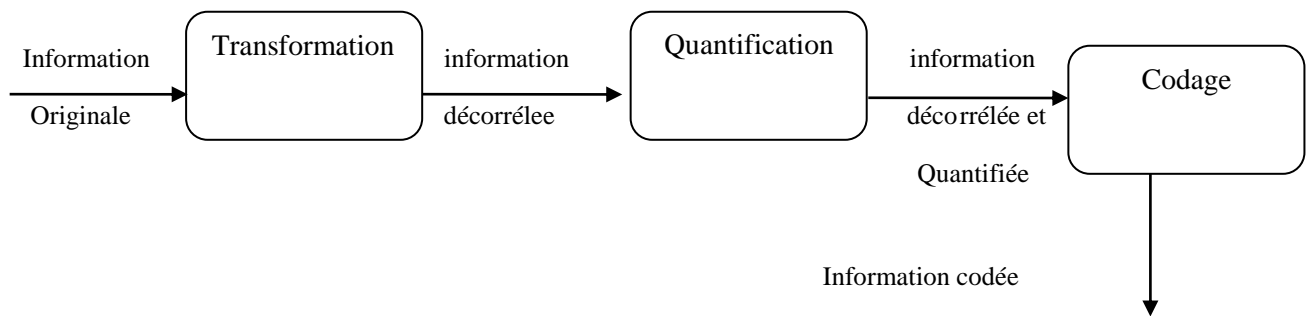 Information
Originale
Transformation
information
décorrélee
Quantification
information
décorrélée et
Quantifiée
Codage
Information codée